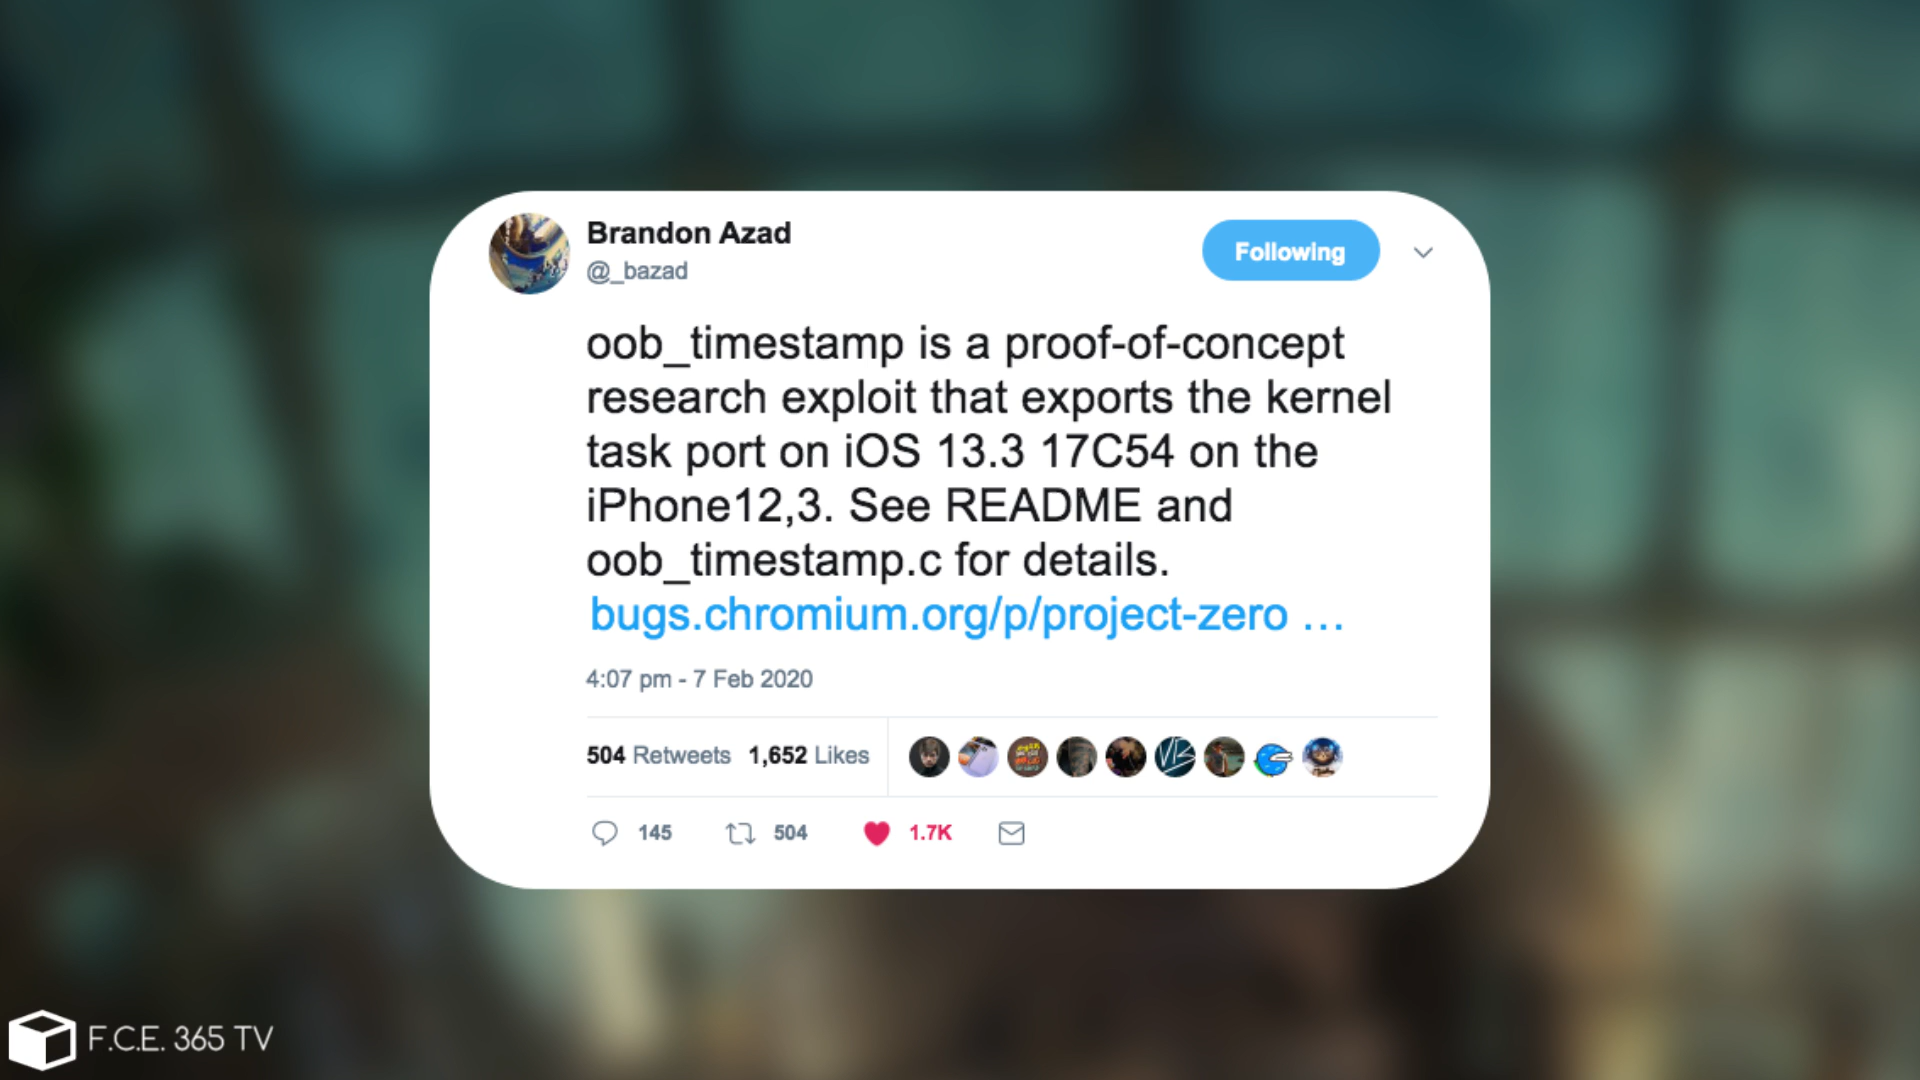 Brandon Azad
@_bazad
Following
oob_timestamp is a proof-of-concept
research exploit that exports the kernel
task port on iOS 13.3 17C54 on the
iPhone12,3. See README and
oob_timestamp.c for details.
bugs.chromium.org/p/project-zero …
4:07 pm - 7 Feb 2020
504 Retweets 1,652 Likes
145 504 1.7K
F.C.E. 365 TV